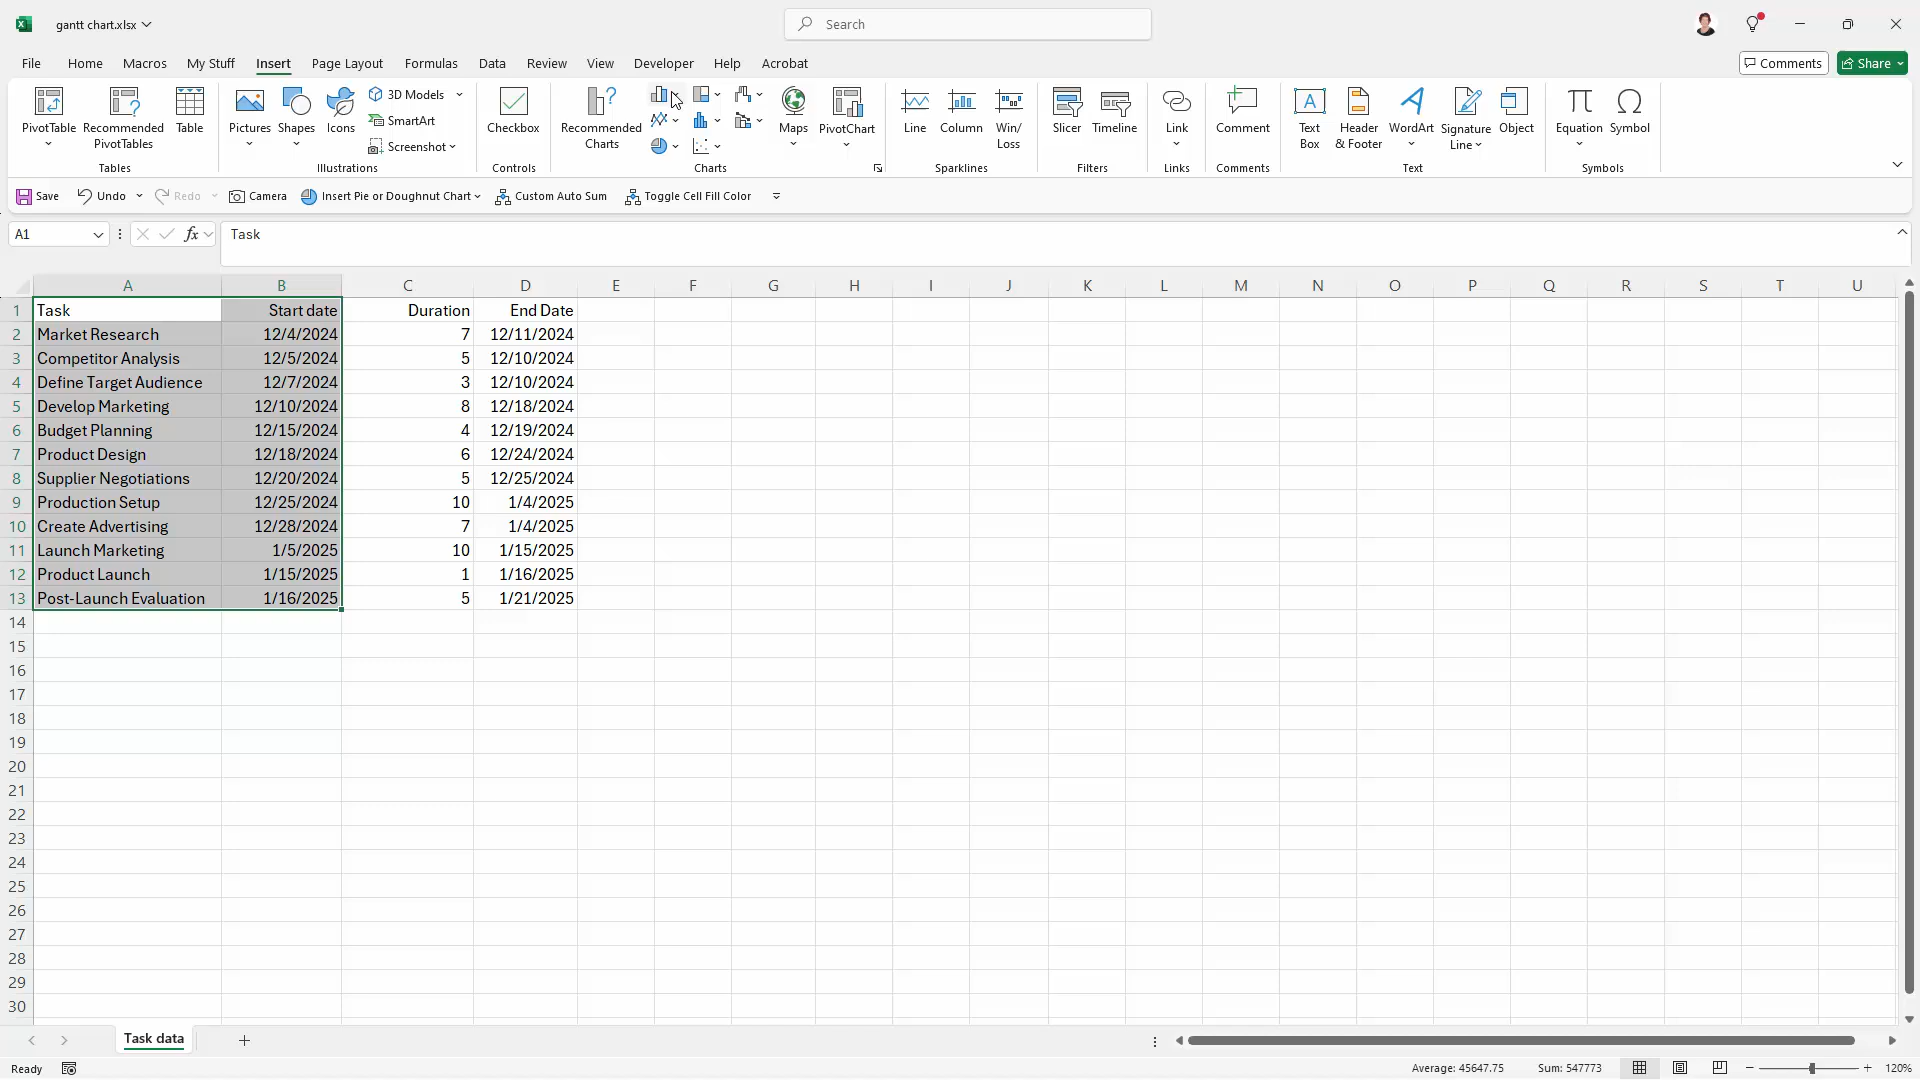 gantt chart.xlsx
Search
File Home Macros My Stuff Insert Page Layout Formulas Data Review View Developer Help Acrobat
Comments Share
PivotTable
Recommended PivotTables
Table
Tables
Pictures
Shapes
Icons
3D Models
SmartArt
Screenshot
Illustrations
Checkbox
Controls
Recommended Charts
Maps
PivotChart
Charts
Line
Column
Win/ Loss
Sparklines
Slicer
Timeline
Filters
Link
Links
Comment
Comments
Text Box
Header & Footer
WordArt
Signature Line
Object
Text
Equation
Symbol
Symbols
Save Undo Redo Camera Insert Pie or Doughnut Chart Custom Auto Sum Toggle Cell Fill Color
A1 fx Task
A B C D E F G H I J K L M N O P Q R S T U
1 Task Start date Duration End Date
2 Market Research 12/4/2024 7 12/11/2024
3 Competitor Analysis 12/5/2024 5 12/10/2024
4 Define Target Audience 12/7/2024 3 12/10/2024
5 Develop Marketing 12/10/2024 8 12/18/2024
6 Budget Planning 12/15/2024 4 12/19/2024
7 Product Design 12/18/2024 6 12/24/2024
8 Supplier Negotiations 12/20/2024 5 12/25/2024
9 Production Setup 12/25/2024 10 1/4/2025
10 Create Advertising 12/28/2024 7 1/4/2025
11 Launch Marketing 1/5/2025 10 1/15/2025
12 Product Launch 1/15/2025 1 1/16/2025
13 Post-Launch Evaluation 1/16/2025 5 1/21/2025
14
15
16
17
18
19
20
21
22
23
24
25
26
27
28
29
30
Task data
Ready Average: 45647.75 Sum: 547773 120%